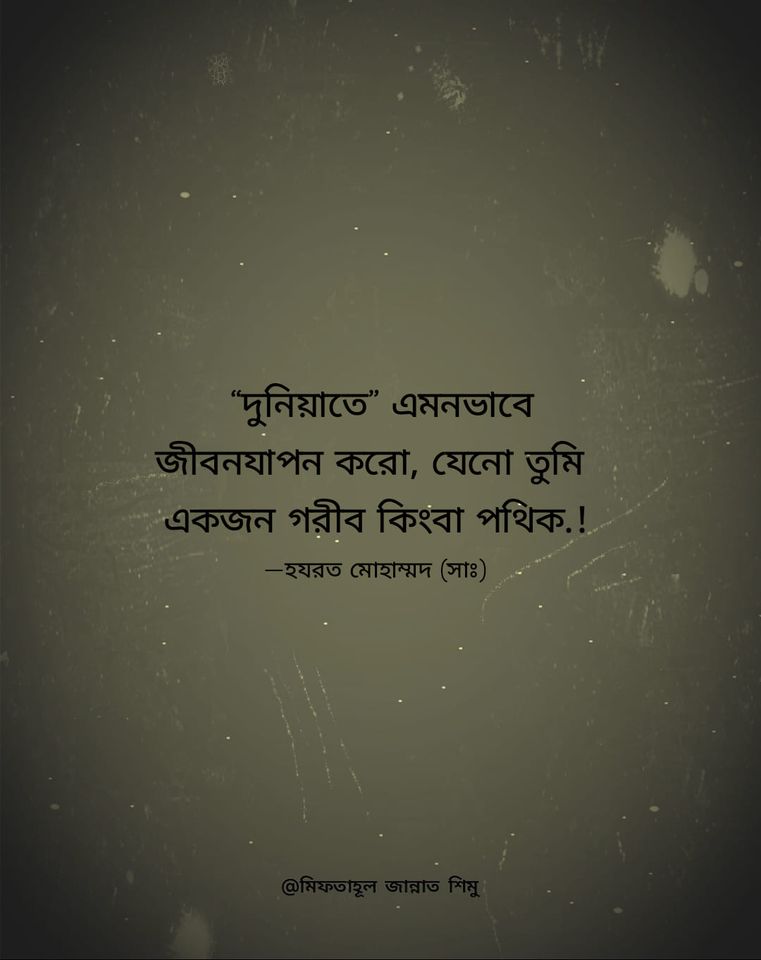 “দুনিয়াতে” এমনভাবে
জীবনযাপন করো, যেনো তুমি
একজন গরীব কিংবা পথিক.!
—হযরত মোহাম্মদ (সাঃ)
@মিফতাহূল জান্নাত শিমু